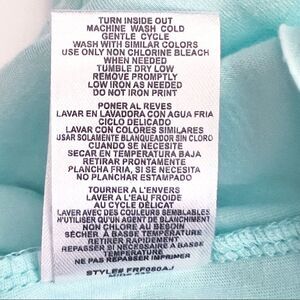 TURN INSIDE OUT
MACHINE WASH COLD
GENTLE CYCLE
WASH WITH SIMILAR COLORS
USE ONLY NON CHLORINE BLEACH
WHEN NEEDED
TUMBLE DRY LOW
REMOVE PROMPTLY
LOW IRON AS NEEDED
DO NOT IRON PRINT
PONER AL REVES
LAVAR EN LAVADORA CON AGUA FRIA
CICLO DELICADO
LAVAR CON COLORES SIMILARES
USAR SOLAMENTE BLANQUEADOR SIN CLORO
CUANDO SE NECESITE
SECAR EN TEMPERATURA BAJA
RETIRAR PRONTAMENTE
PLANCHA FRIA, SI SE NECESITA
NO PLANCHAR ESTAMPADO
TOURNER A L'ENVERS
LAVER A L'EAU FROIDE
AU CYCLE DÉLICAT
LAVER AVEC DES COULEURS SEMBLABLES
N'UTILISER QU'UN AGENT DE BLANCHIMENT
NON CHLORE AU BESOIN
SÉCHER À BASSE TEMPERATURE
RETIRER RAPIDEMENT
REPASSER SI NECESSAIRE A BASSE
TEMPERATURE
NE PAS REPASSER IMPRIMER
STYLE# FRF080AJ